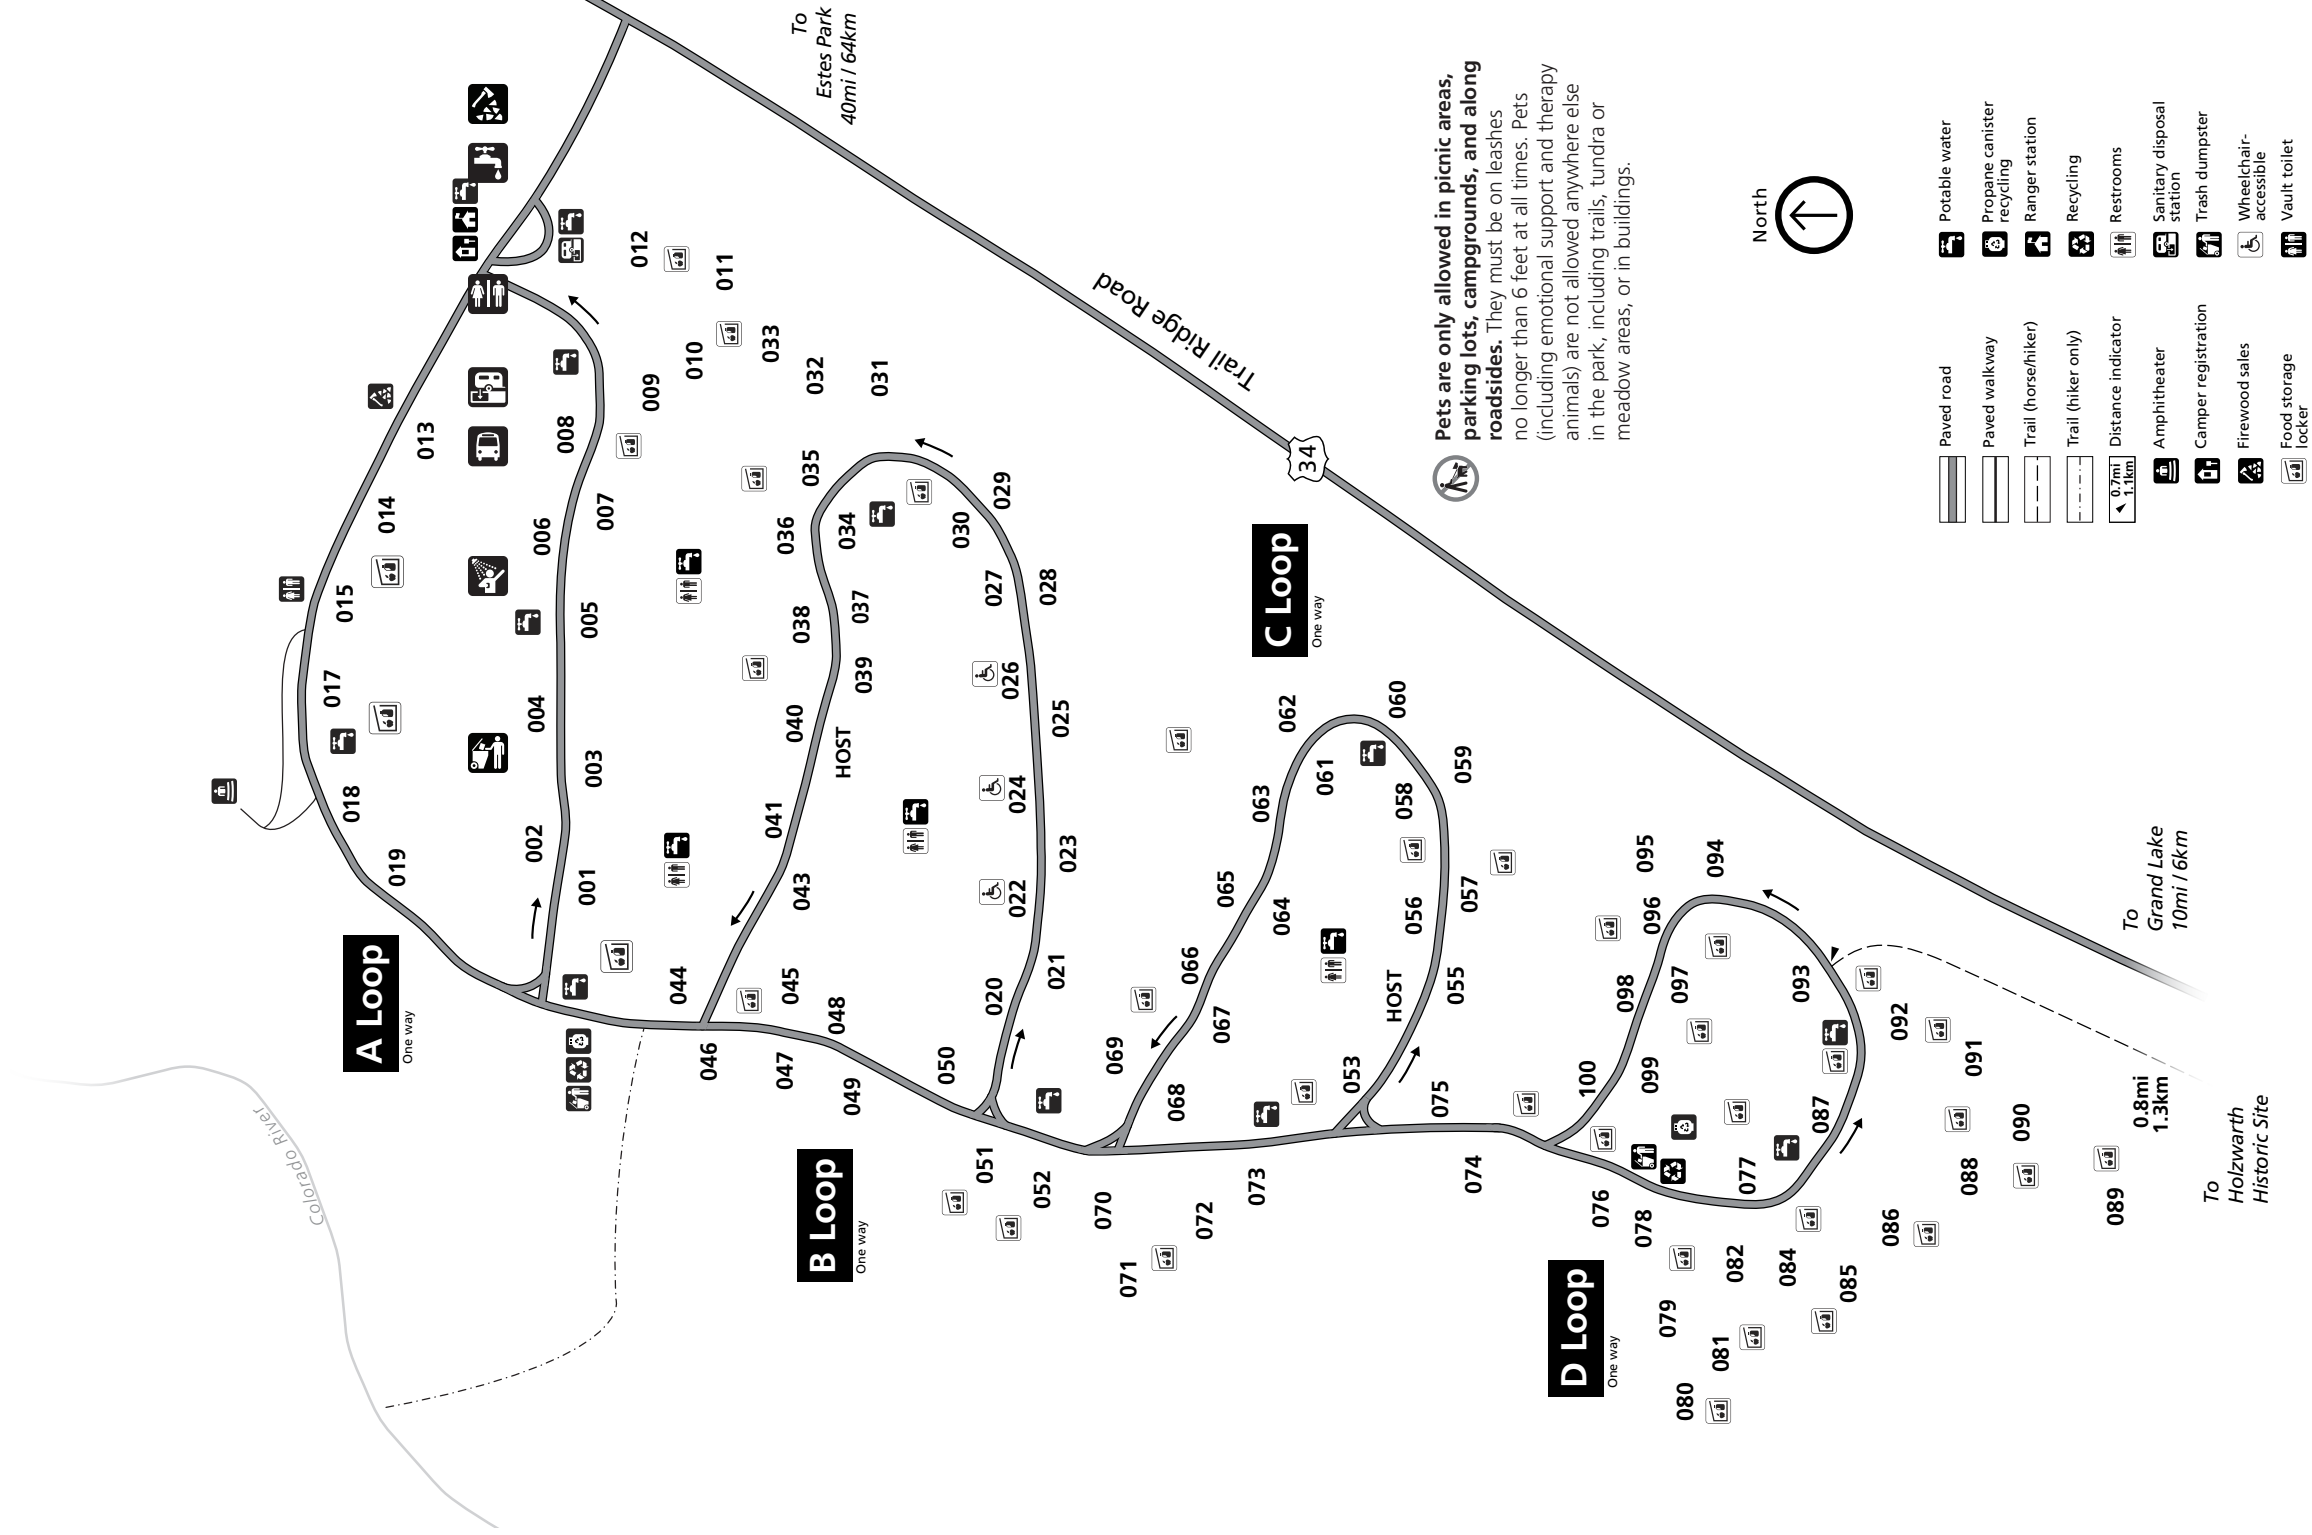 To
Estes Park
40mi / 64km
Trail Ridge Road
34
To
Grand Lake
10mi / 6km
Colorado River
A Loop
One way
001
002
003
004
005
006
007
008
009
010
011
012
013
014
015
017
018
019
B Loop
One way
020
021
022
023
024
025
026
027
028
029
030
031
032
033
034
035
036
037
038
039
HOST
040
041
043
044
045
046
047
048
049
050
051
052
C Loop
One way
053
HOST
055
056
057
058
059
060
061
062
063
064
065
066
067
068
069
070
071
072
073
074
075
D Loop
One way
076
077
078
079
080
081
082
084
085
086
087
088
089
090
091
092
093
094
095
096
097
098
099
100
0.8mi
1.3km
To
Holzwarth
Historic Site
Pets are only allowed in picnic areas,
parking lots, campgrounds, and along
roadsides. They must be on leashes
no longer than 6 feet at all times. Pets
(including emotional support and therapy
animals) are not allowed anywhere else
in the park, including trails, tundra or
meadow areas, or in buildings.
North
Paved road
Paved walkway
Trail (horse/hiker)
Trail (hiker only)
0.7mi
1.1km
Distance indicator
Amphitheater
Camper registration
Firewood sales
Food storage
locker
Potable water
Propane canister
recycling
Ranger station
Recycling
Restrooms
Sanitary disposal
station
Trash dumpster
Wheelchair-
accessible
Vault toilet